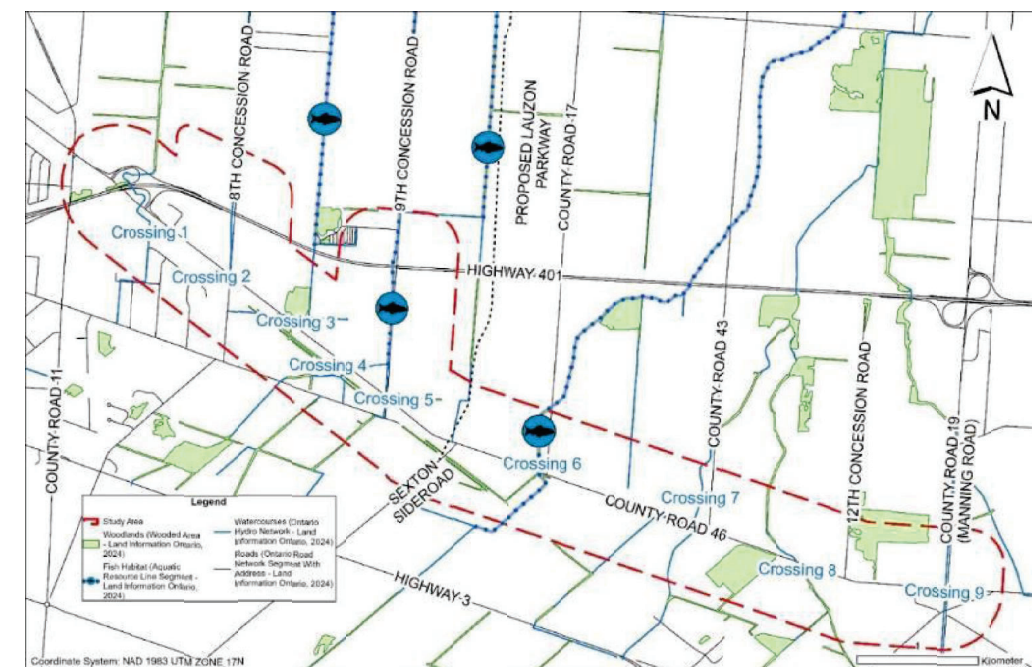 8TH CONCESSION ROAD
9TH CONCESSION ROAD
PROPOSED LAUZON
PARKWAY
COUNTY ROAD 17
N
Crossing 1
Crossing 2
HIGHWAY 401
Crossing 3
Crossing 4
Crossing 5
COUNTY ROAD 11
COUNTY ROAD 43
12TH CONCESSION ROAD
COUNTY ROAD 19
(MANNING ROAD)
Crossing 6
SEXTON
SIDEROAD
Crossing 7
COUNTY ROAD 46
HIGHWAY 3
Crossing 8
Crossing 9
Legend
Study Area
Woodlands (Wooded Area
- Land Information Ontario,
2024)
Fish Habitat (Aquatic
Resource Line Segment -
Land Information Ontario,
2024)
Watercourses (Ontario
Hydro Network - Land
Information Ontario, 2024)
Roads (Ontario Road
Network Segment With
Address - Land
Information Ontario, 2024)
Coordinate System: NAD 1983 UTM ZONE 17N
1
Kilometer